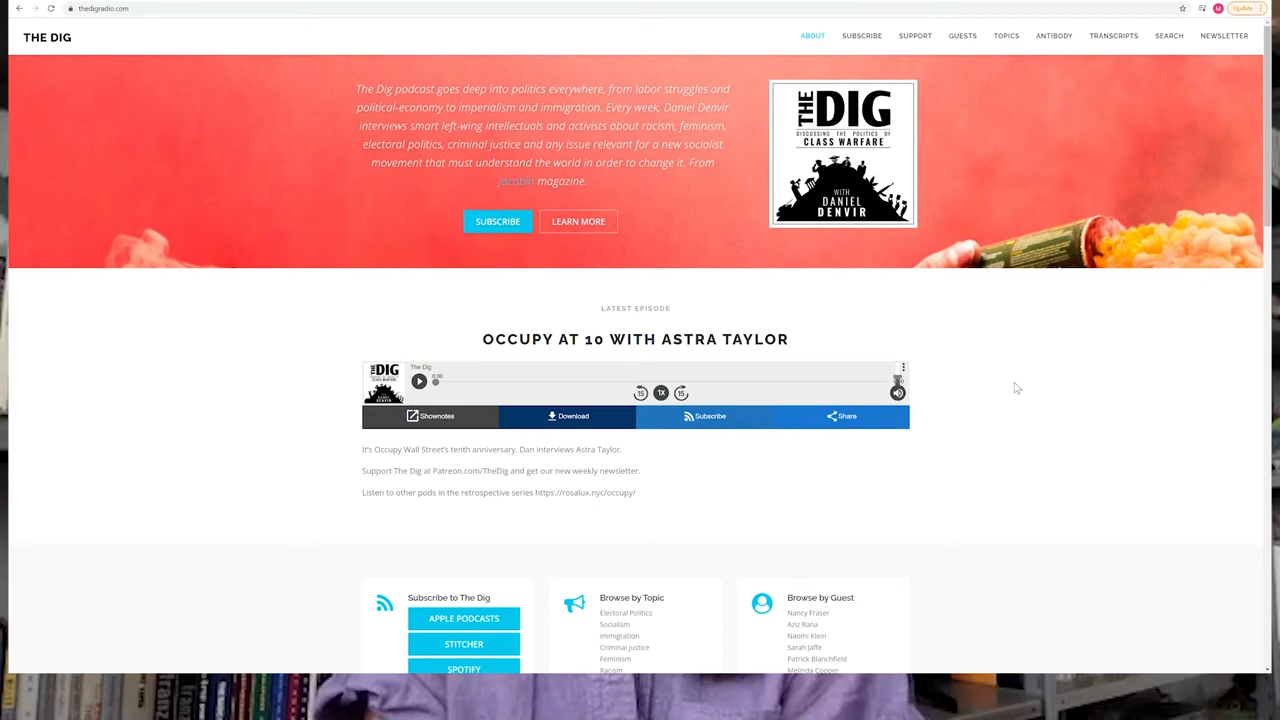 thedigradio.com
M
Update
THE DIG
ABOUT
SUBSCRIBE
SUPPORT
GUESTS
TOPICS
ANTIBODY
TRANSCRIPTS
SEARCH
NEWSLETTER
The Dig podcast goes deep into politics everywhere, from labor struggles and
political-economy to imperialism and immigration. Every week, Daniel Denvir
interviews smart left-wing intellectuals and activists about racism, feminism,
electoral politics, criminal justice and any issue relevant for a new socialist
movement that must understand the world in order to change it. From
Jacobin magazine.
SUBSCRIBE
LEARN MORE
THE DIG
DISCUSSING THE POLITICS OF
CLASS WARFARE
WITH
DANIEL
DENVIR
LATEST EPISODE
OCCUPY AT 10 WITH ASTRA TAYLOR
THE DIG
The Dig
0:00
15
1X
15
Shownotes
Download
Subscribe
Share
It's Occupy Wall Street's tenth anniversary. Dan interviews Astra Taylor.
Support The Dig at Patreon.com/TheDig and get our new weekly newsletter.
Listen to other pods in the retrospective series https://rosalux.nyc/occupy/
Subscribe to The Dig
APPLE PODCASTS
STITCHER
SPOTIFY
Browse by Topic
Electoral Politics
Socialism
Immigration
Criminal Justice
Feminism
Racism
Browse by Guest
Nancy Fraser
Aziz Rana
Naomi Klein
Sarah Jaffe
Patrick Blanchfield
Melinda Cooper